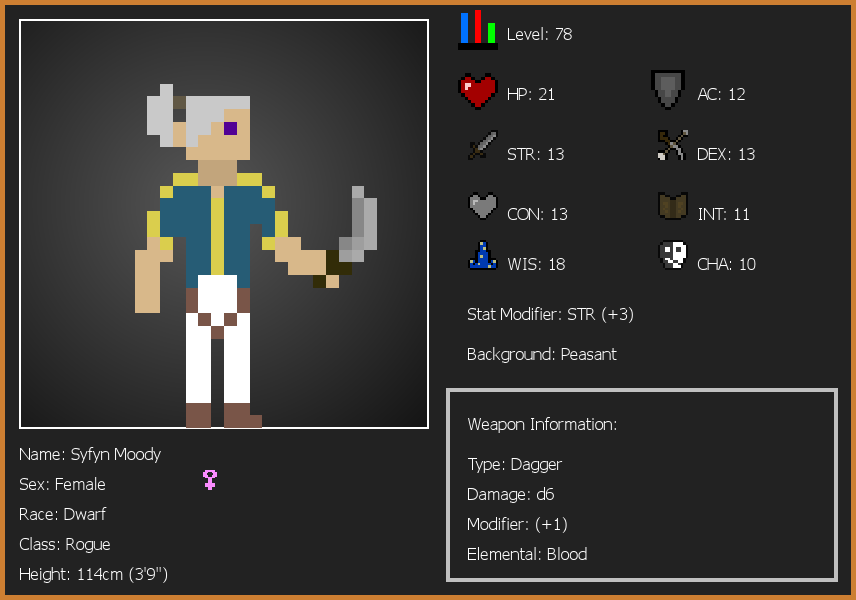 Level: 78
HP: 21
AC: 12
STR: 13
DEX: 13
CON: 13
INT: 11
WIS: 18
CHA: 10
Stat Modifier: STR (+3)
Background: Peasant
Weapon Information:
Type: Dagger
Damage: d6
Modifier: (+1)
Elemental: Blood
Name: Syfyn Moody
Sex: Female
Race: Dwarf
Class: Rogue
Height: 114cm (3'9")